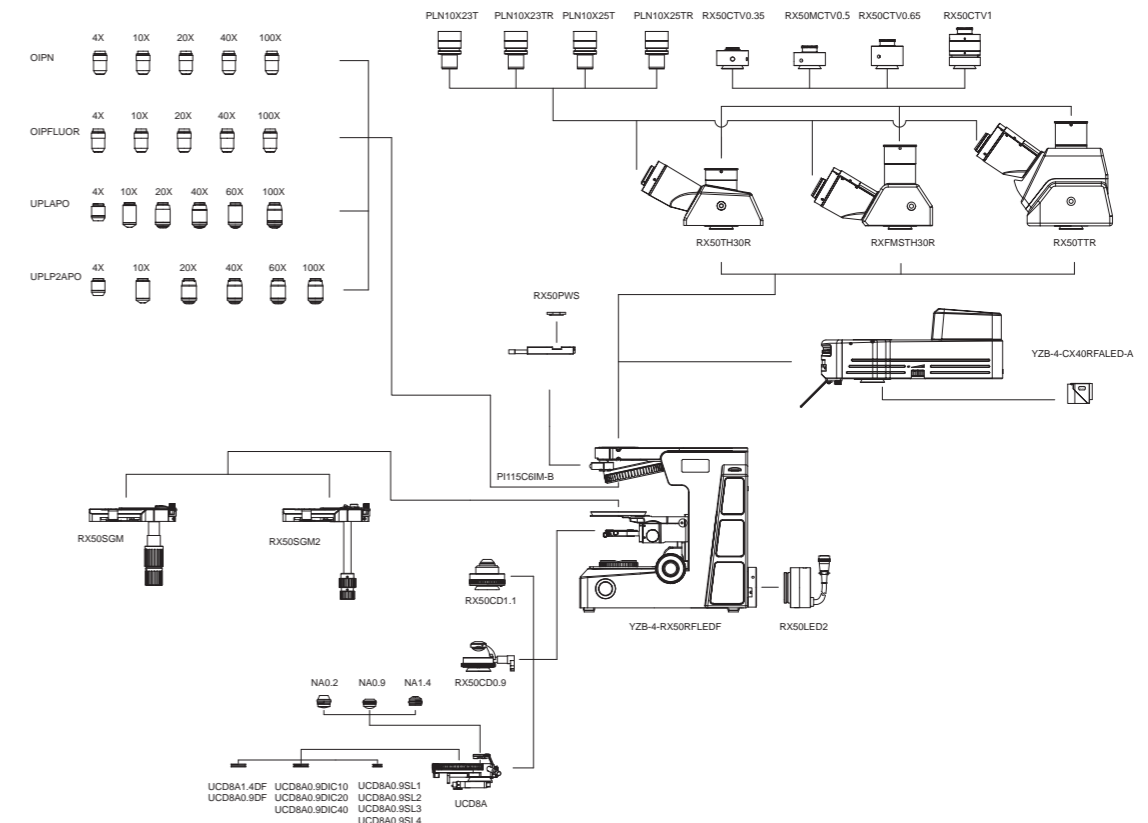 PLN10X23T PLN10X23TR PLN10X25T PLN10X25TR RX50CTV0.35 RX50MCTV0.5 RX50CTV0.65 RX50CTV1
4X 10X 20X 40X 100X
OIPN
4X 10X 20X 40X 100X
OIPFLUOR
4X 10X 20X 40X 60X 100X
UPLAPO
4X 10X 20X 40X 60X 100X
UPLP2APO
RX50TH30R RXFMSTH30R RX50TTR
RX50PWS
YZB-4-CX40RFALED-A
PI115C6IM-B
RX50SGM RX50SGM2
RX50CD1.1
YZB-4-RX50RFLEDF RX50LED2
NA0.2 NA0.9 NA1.4 RX50CD0.9
UCD8A1.4DF UCD8A0.9DIC10 UCD8A0.9SL1
UCD8A0.9DF UCD8A0.9DIC20 UCD8A0.9SL2
UCD8A0.9DIC40 UCD8A0.9SL3
UCD8A0.9SL4
UCD8A